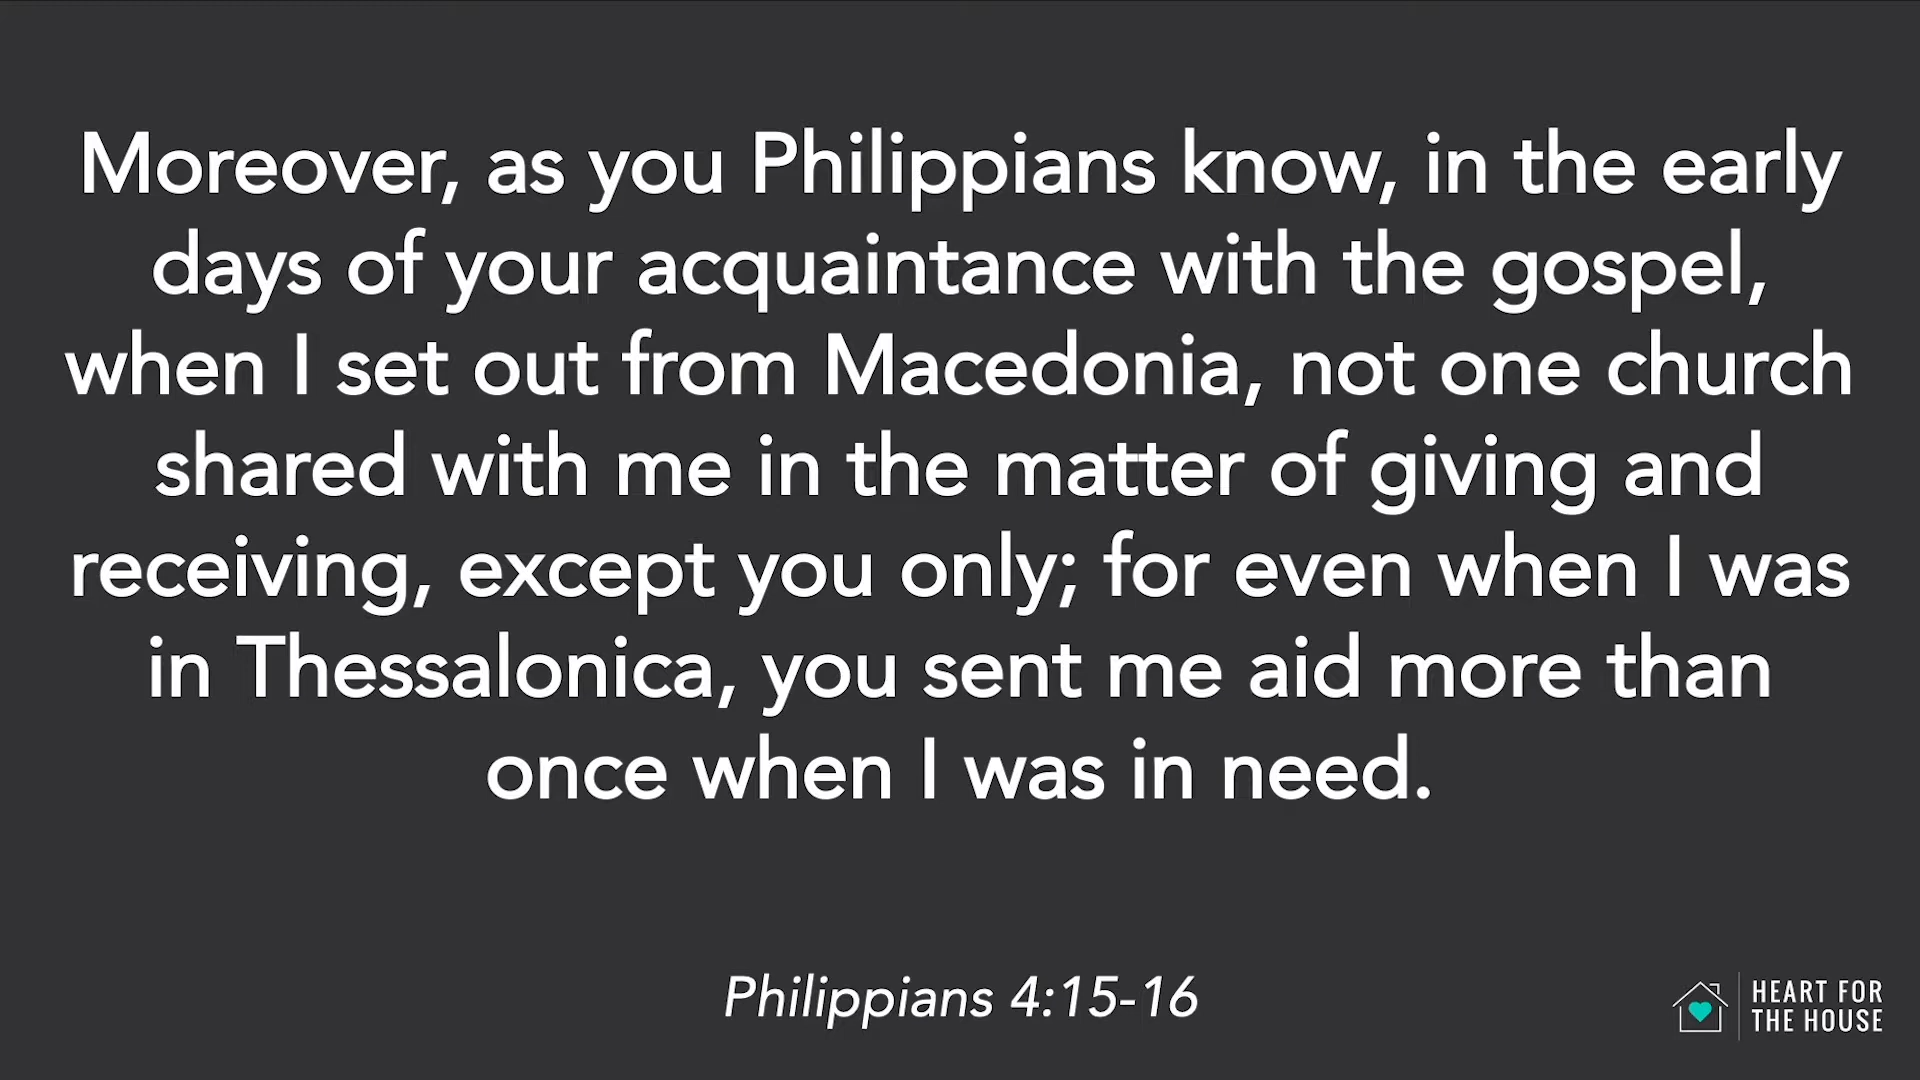 Moreover, as you Philippians know, in the early
days of your acquaintance with the gospel,
when I set out from Macedonia, not one church
shared with me in the matter of giving and
receiving, except you only; for even when I was
in Thessalonica, you sent me aid more than
once when I was in need.
Philippians 4:15-16
HEART FOR
THE HOUSE